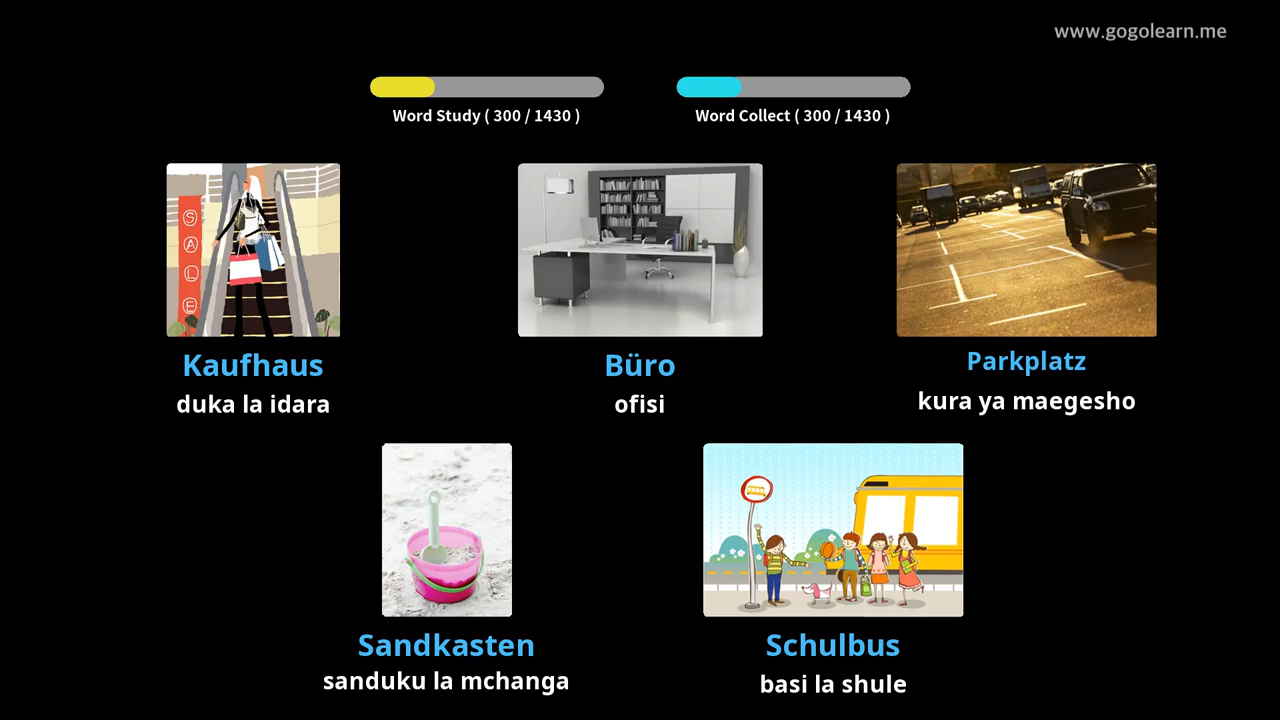 www.gogolearn.me
Word Study ( 300 / 1430 )
Word Collect ( 300 / 1430 )
SALE
Kaufhaus
duka la idara
Büro
ofisi
Parkplatz
kura ya maegesho
Sandkasten
sanduku la mchanga
Schulbus
basi la shule